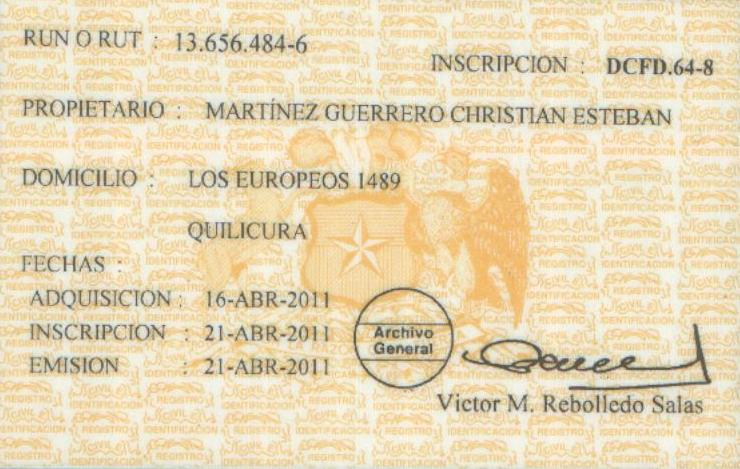 RUN O RUT : 13.656.484-6
INSCRIPCION : DCFD.64-8
PROPIETARIO : MARTÍNEZ GUERRERO CHRISTIAN ESTEBAN
DOMICILIO : LOS EUROPEOS 1489
QUILICURA
FECHAS :
ADQUISICION : 16-ABR-2011
INSCRIPCION : 21-ABR-2011
EMISION : 21-ABR-2011
Archivo
General
Victor M. Rebolledo Salas